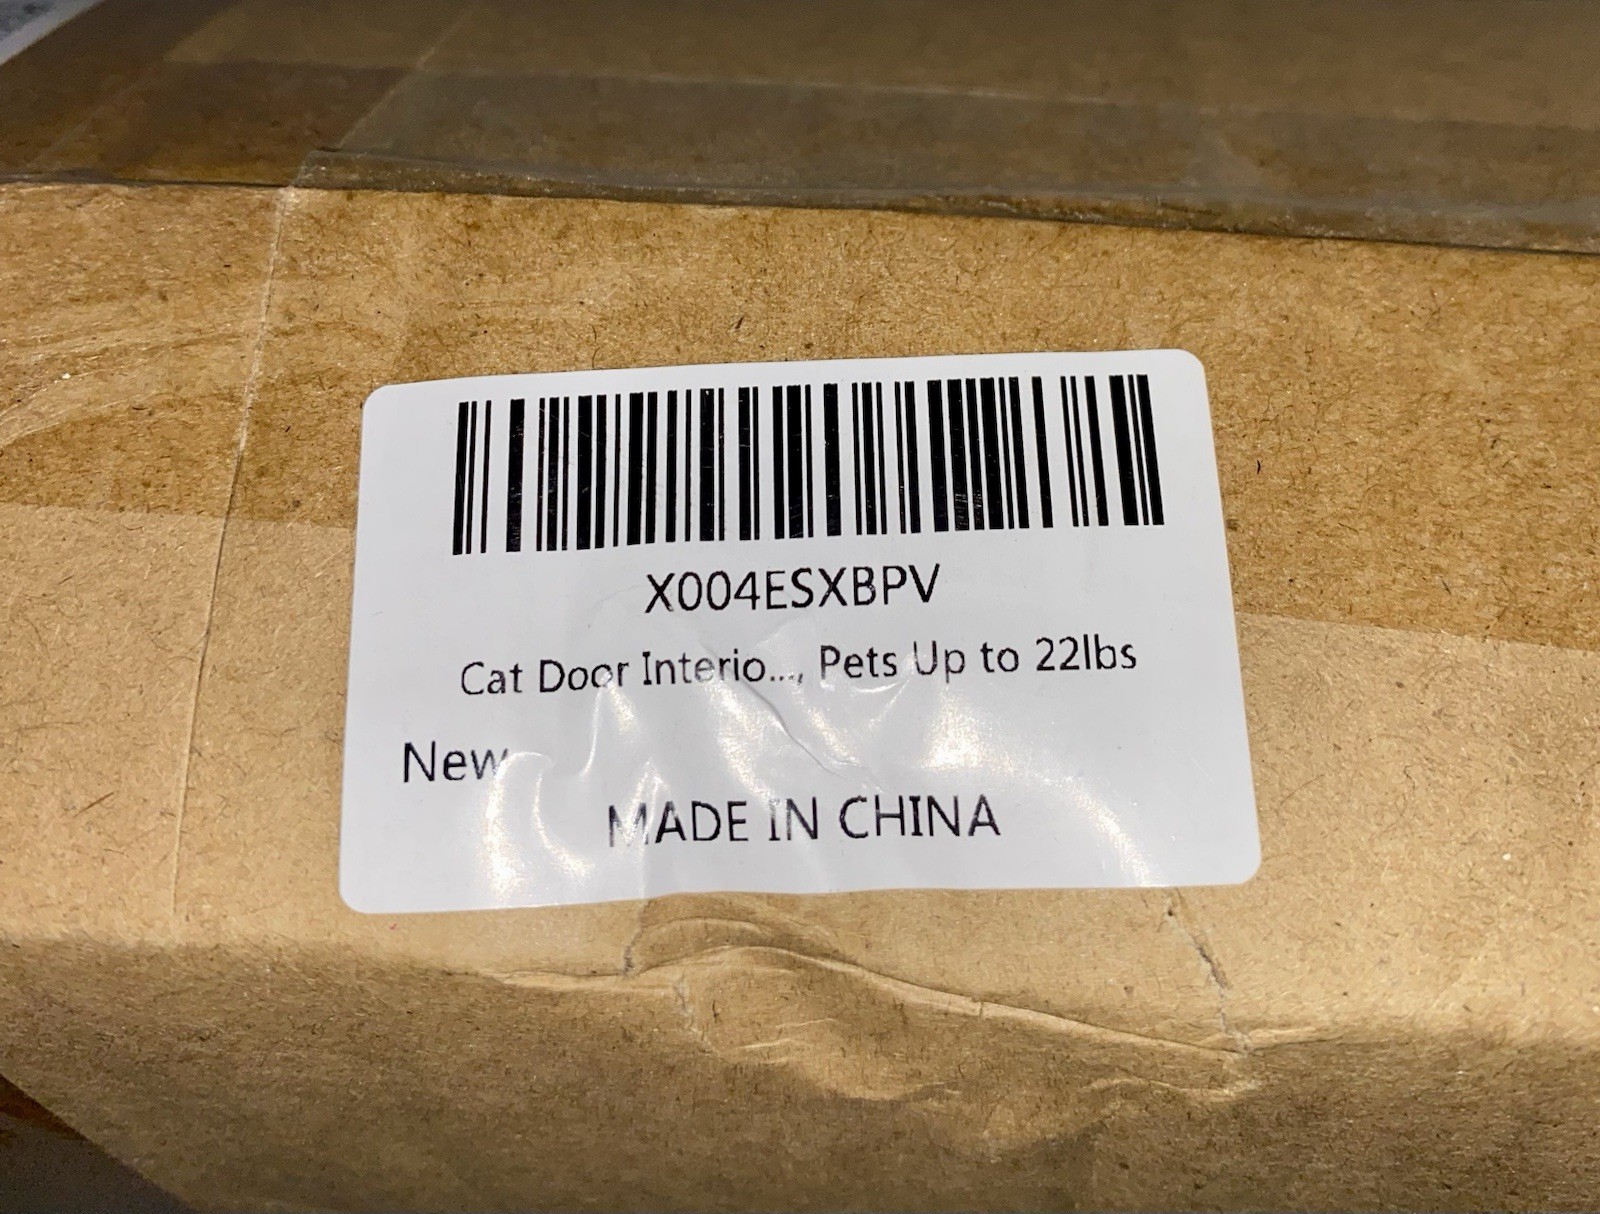 X004ESXBPV
Cat Door Interio..., Pets Up to 22lbs
New
MADE IN CHINA